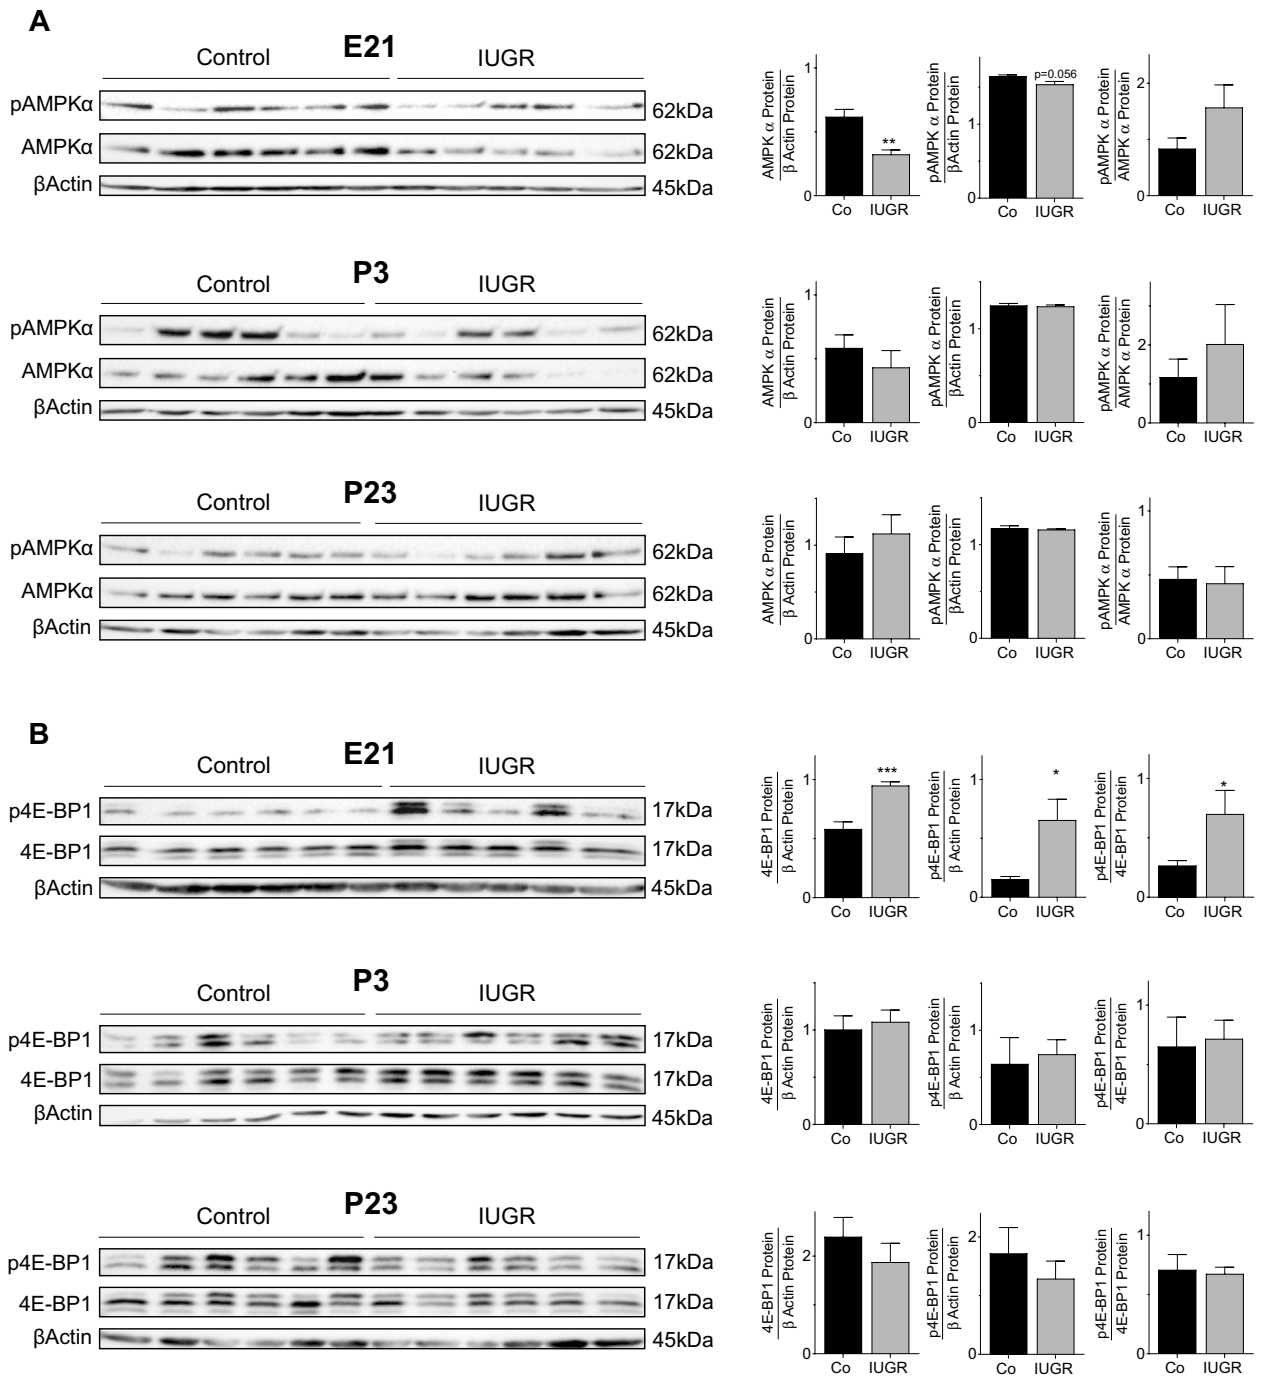 A
E21
Control
IUGR
pAMPKα
62kDa
AMPKα
62kDa
βActin
45kDa
AMPK α Protein
β Actin Protein
1
0
**
Co
IUGR
pAMPK α Protein
βActin Protein
1
0
p=0.056
Co
IUGR
pAMPK α Protein
AMPK α Protein
2
0
Co
IUGR
P3
Control
IUGR
pAMPKα
62kDa
AMPKα
62kDa
βActin
45kDa
AMPK α Protein
β Actin Protein
1
0
Co
IUGR
pAMPK α Protein
βActin Protein
1
0
Co
IUGR
pAMPK α Protein
AMPK α Protein
2
0
Co
IUGR
P23
Control
IUGR
pAMPKα
62kDa
AMPKα
62kDa
βActin
45kDa
AMPK α Protein
β Actin Protein
1
0
Co
IUGR
pAMPK α Protein
βActin Protein
1
0
Co
IUGR
pAMPK α Protein
AMPK α Protein
1
0
Co
IUGR
B
E21
Control
IUGR
p4E-BP1
17kDa
4E-BP1
17kDa
βActin
45kDa
4E-BP1 Protein
β Actin Ptotein
1
0
***
Co
IUGR
p4E-BP1 Protein
β Actin Protein
1
0
*
Co
IUGR
p4E-BP1 Protein
4E-BP1 Protein
1
0
*
Co
IUGR
P3
Control
IUGR
p4E-BP1
17kDa
4E-BP1
17kDa
βActin
45kDa
4E-BP1 Protein
β Actin Ptotein
1
0
Co
IUGR
p4E-BP1 Protein
β Actin Protein
1
0
Co
IUGR
p4E-BP1 Protein
4E-BP1 Protein
1
0
Co
IUGR
P23
Control
IUGR
p4E-BP1
17kDa
4E-BP1
17kDa
βActin
45kDa
4E-BP1 Protein
β Actin Ptotein
2
0
Co
IUGR
p4E-BP1 Protein
β Actin Protein
2
0
Co
IUGR
p4E-BP1 Protein
4E-BP1 Protein
1
0
Co
IUGR